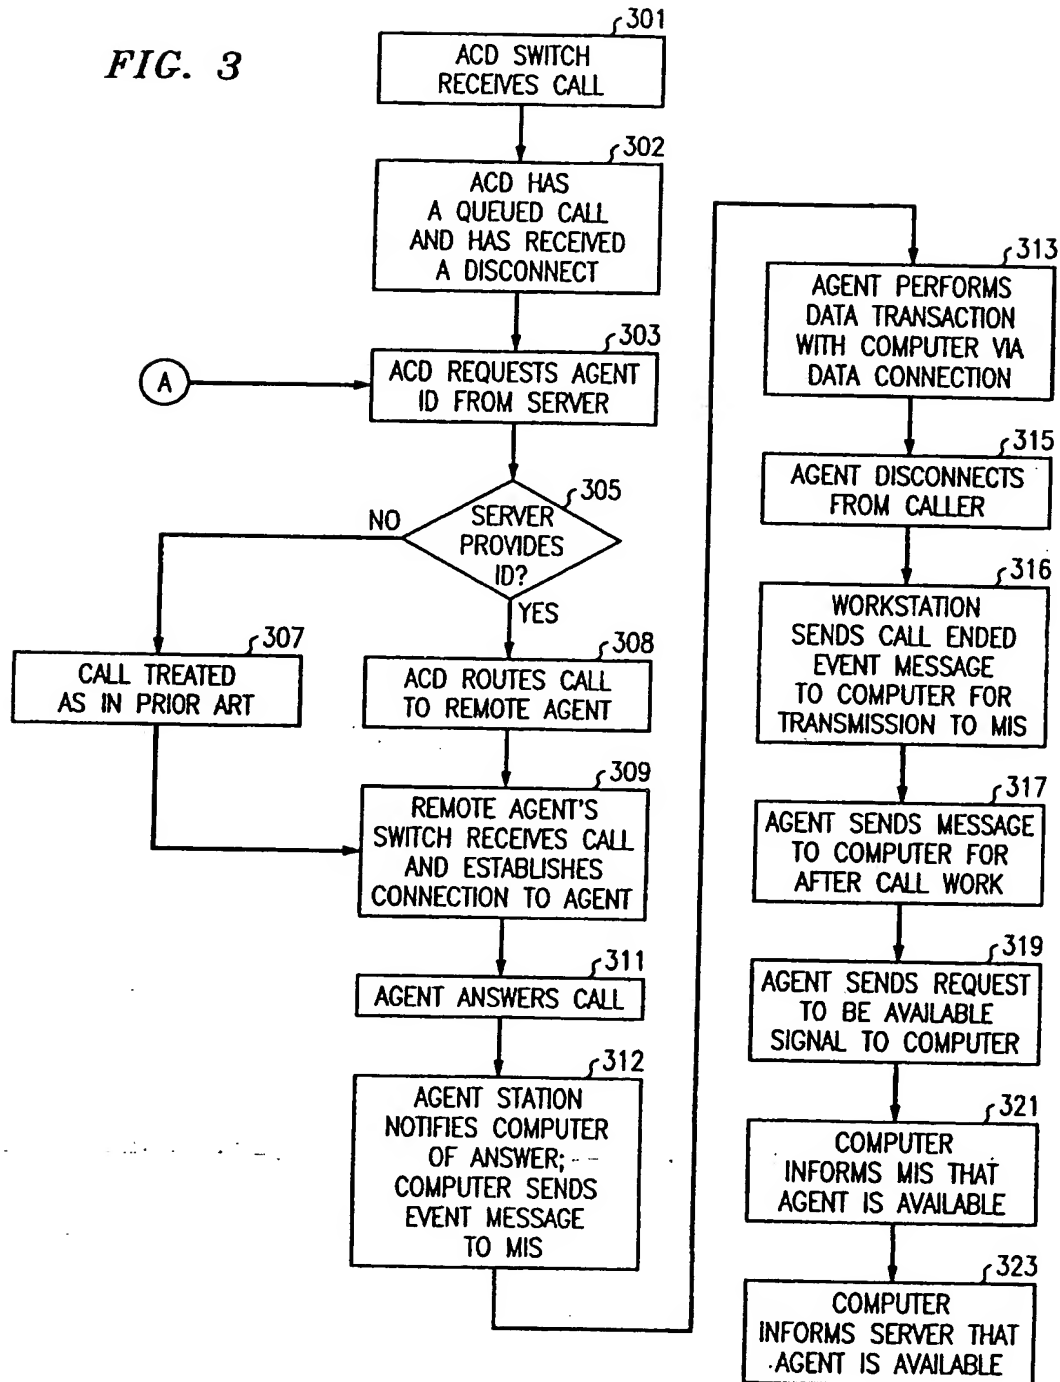 FIG. 3
301
ACD SWITCH
RECEIVES CALL
302
ACD HAS
A QUEUED CALL
AND HAS RECEIVED
A DISCONNECT
303
A
ACD REQUESTS AGENT
ID FROM SERVER
305
NO
SERVER
PROVIDES
ID?
YES
307
CALL TREATED
AS IN PRIOR ART
308
ACD ROUTES CALL
TO REMOTE AGENT
309
REMOTE AGENT'S
SWITCH RECEIVES CALL
AND ESTABLISHES
CONNECTION TO AGENT
311
AGENT ANSWERS CALL
312
AGENT STATION
NOTIFIES COMPUTER
OF ANSWER;
COMPUTER SENDS
EVENT MESSAGE
TO MIS
313
AGENT PERFORMS
DATA TRANSACTION
WITH COMPUTER VIA
DATA CONNECTION
315
AGENT DISCONNECTS
FROM CALLER
316
WORKSTATION
SENDS CALL ENDED
EVENT MESSAGE
TO COMPUTER FOR
TRANSMISSION TO MIS
317
AGENT SENDS MESSAGE
TO COMPUTER FOR
AFTER CALL WORK
319
AGENT SENDS REQUEST
TO BE AVAILABLE
SIGNAL TO COMPUTER
321
COMPUTER
INFORMS MIS THAT
AGENT IS AVAILABLE
323
COMPUTER
INFORMS SERVER THAT
AGENT IS AVAILABLE